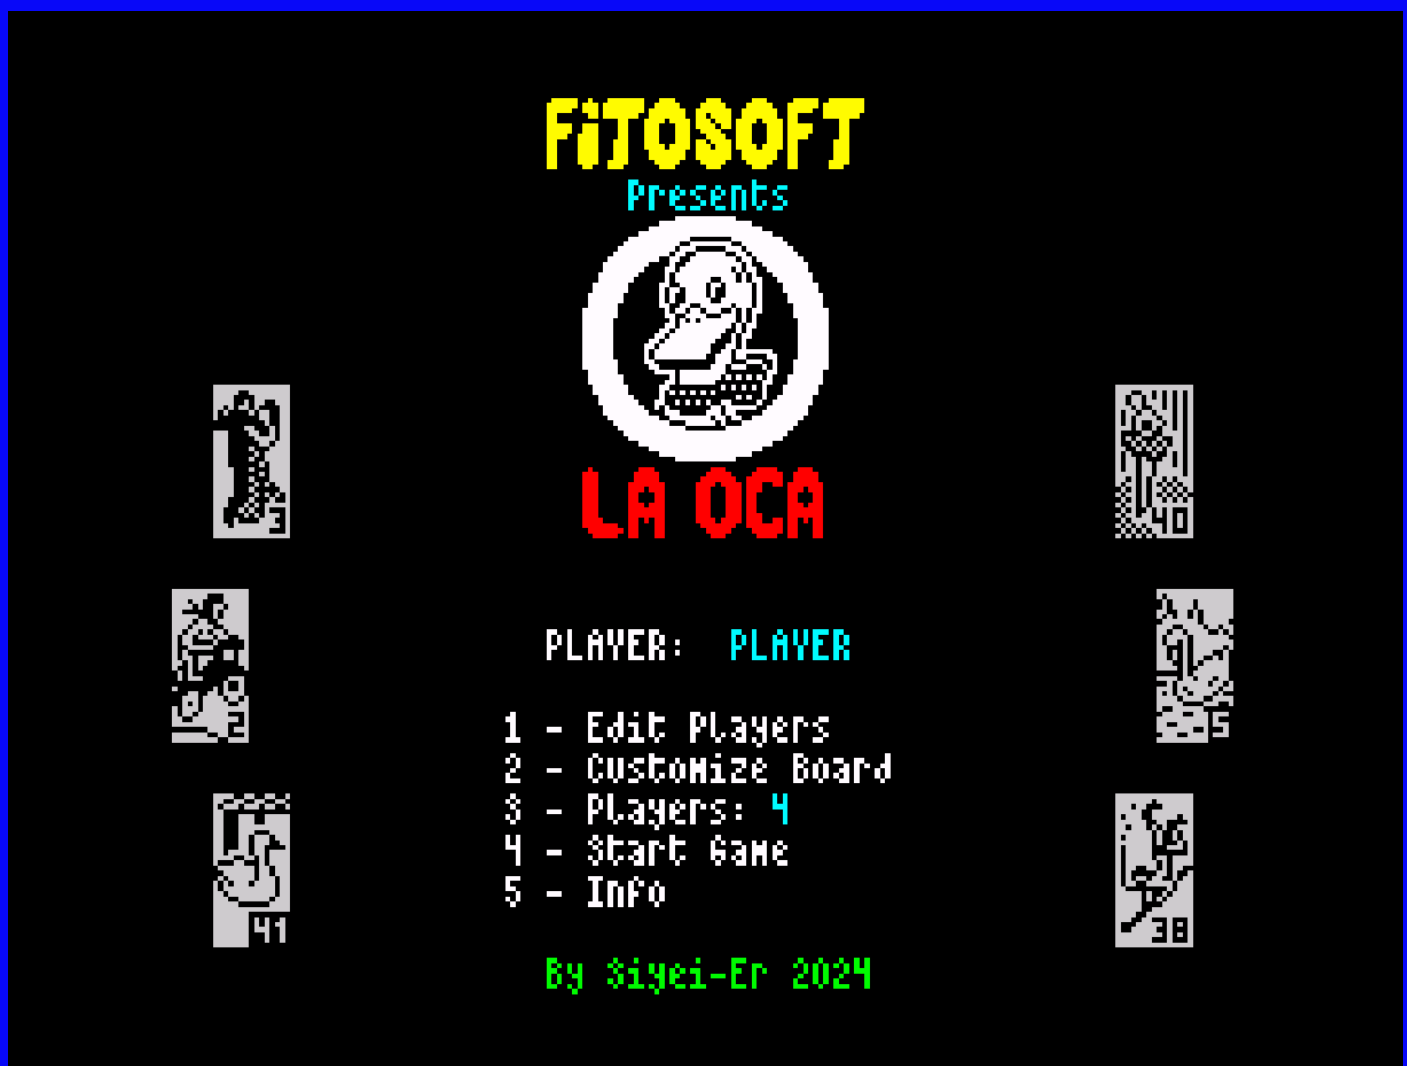 FiTOSOFT
Presents
LA OCA
3
40
PLAYER: PLAYER
2
5
1 - Edit Players
2 - Customize Board
3 - Players: 4
4 - Start Game
5 - Info
41
38
By Siyei-Er 2024